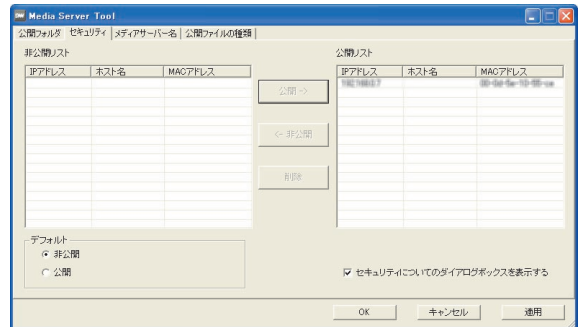 Media Server Tool
公開フォルダ セキュリティ メディアサーバー名 公開ファイルの種類
非公開リスト 公開リスト
IPアドレス ホスト名 MACアドレス IPアドレス ホスト名 MACアドレス
公開 ->
<- 非公開
削除
デフォルト
非公開
公開
セキュリティについてのダイアログボックスを表示する
OK キャンセル 適用